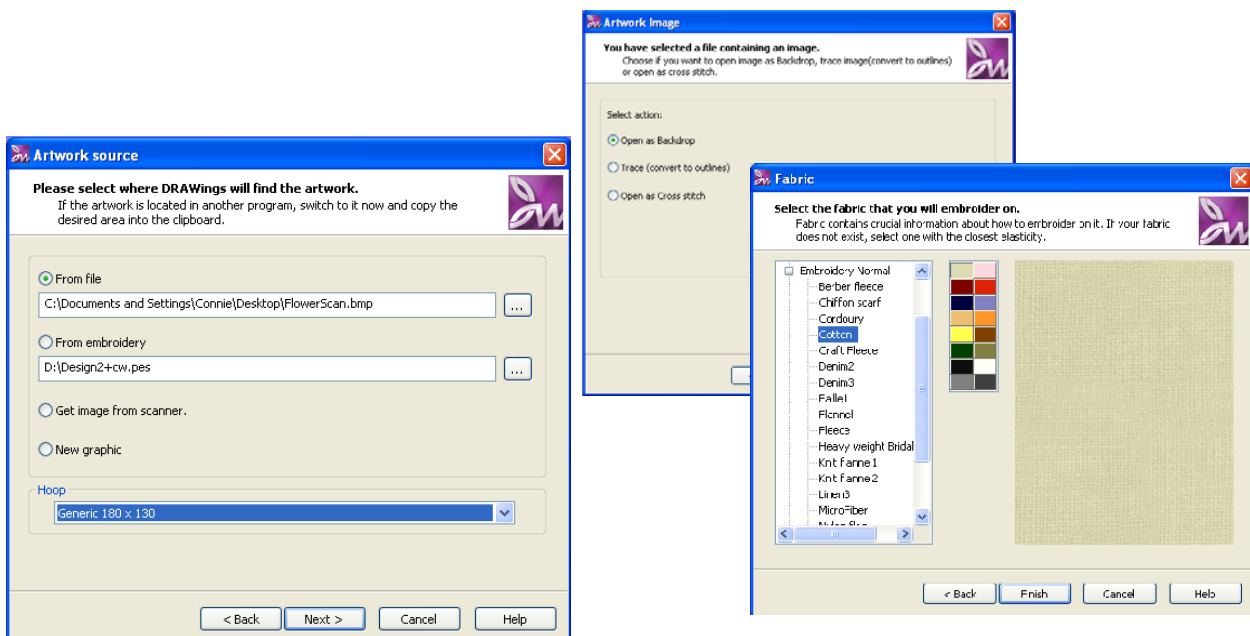 Artwork Image
You have selected a file containing an image.
Choose if you want to open image as Backdrop, trace image(convert to outlines)
or open as cross stitch.
Select action:
Open as Backdrop
Trace (convert to outlines)
Open as Cross stitch
<
Artwork source
Please select where DRAWings will find the artwork.
If the artwork is located in another program, switch to it now and copy the
desired area into the clipboard.
From file
C:\Documents and Settings\Connie\Desktop\FlowerScan.bmp
...
From embroidery
D:\Design2+cw.pes
...
Get image from scanner.
New graphic
Hoop
Generic 180 x 130
< Back Next > Cancel Help
Fabric
Select the fabric that you will embroider on.
Fabric contains crucial information about how to embroider on it. If your fabric
does not exist, select one with the closest elasticity.
Embroidery Normal
Berber fleece
Chiffon scarf
Cordoury
Cotton
Craft Fleece
Denim2
Denim3
Flannel
Fleece
Heavy weight Bridal
Linen3
MicroFiber
< Back Finish Cancel Help